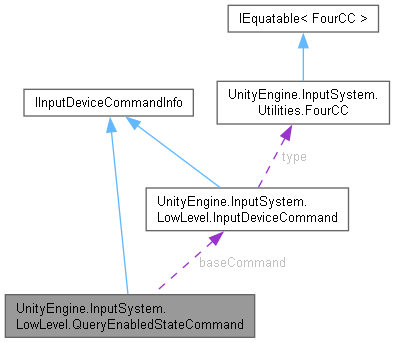 IEquatable< FourCC >
IInputDeviceCommandInfo
UnityEngine.InputSystem.
Utilities.FourCC
type
UnityEngine.InputSystem.
LowLevel.InputDeviceCommand
baseCommand
UnityEngine.InputSystem.
LowLevel.QueryEnabledStateCommand